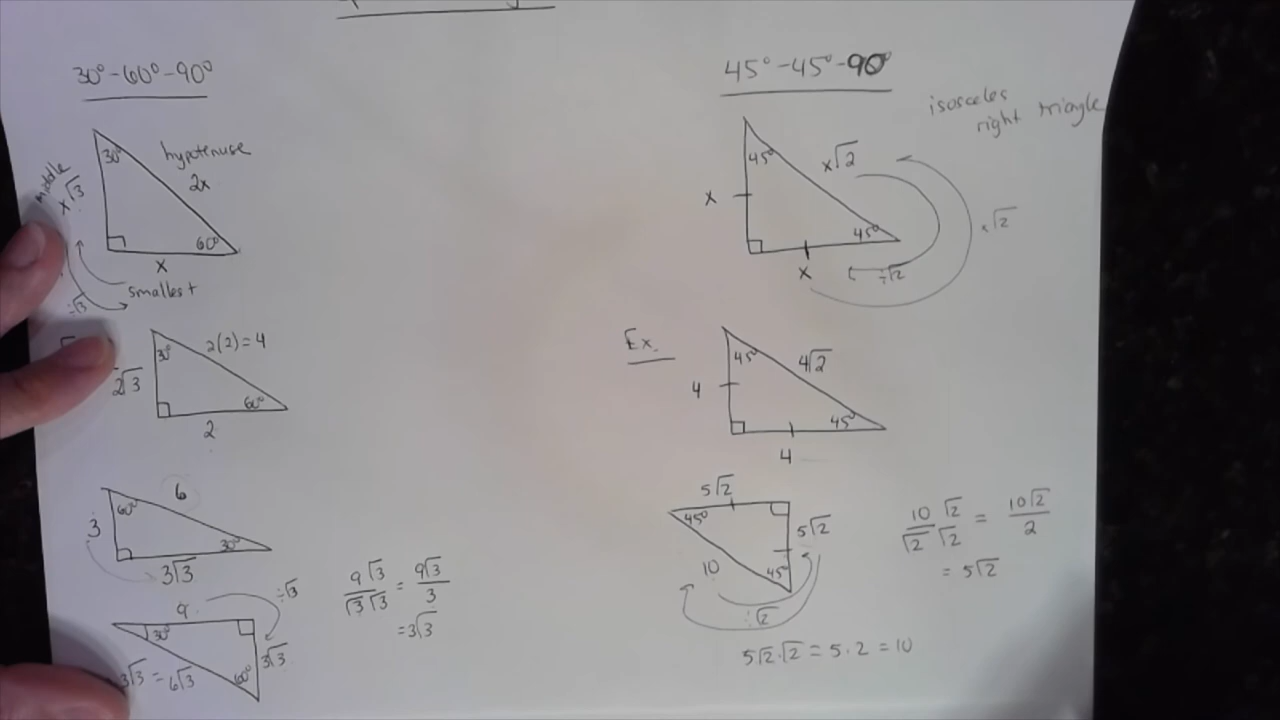 30°-60°-90°
30°
hypotenuse
2x
middle
x√3
60°
x
smallest
÷√3
30°
2(2)=4
2√3
60°
2
6
60°
3
30°
3√3
9
÷√3
30°
3√3
60°
3√3 = 6√3
9 √3 / √3 √3 = 9√3 / 3
=3√3
45°-45°-90°
isosceles
right triangle
45°
x√2
x
45°
x
÷√2
×√2
Ex.
45°
4√2
4
45°
4
5√2
45°
5√2
10
45°
÷√2
5√2·√2 = 5·2 = 10
10 √2 / √2 √2 = 10√2 / 2
= 5√2